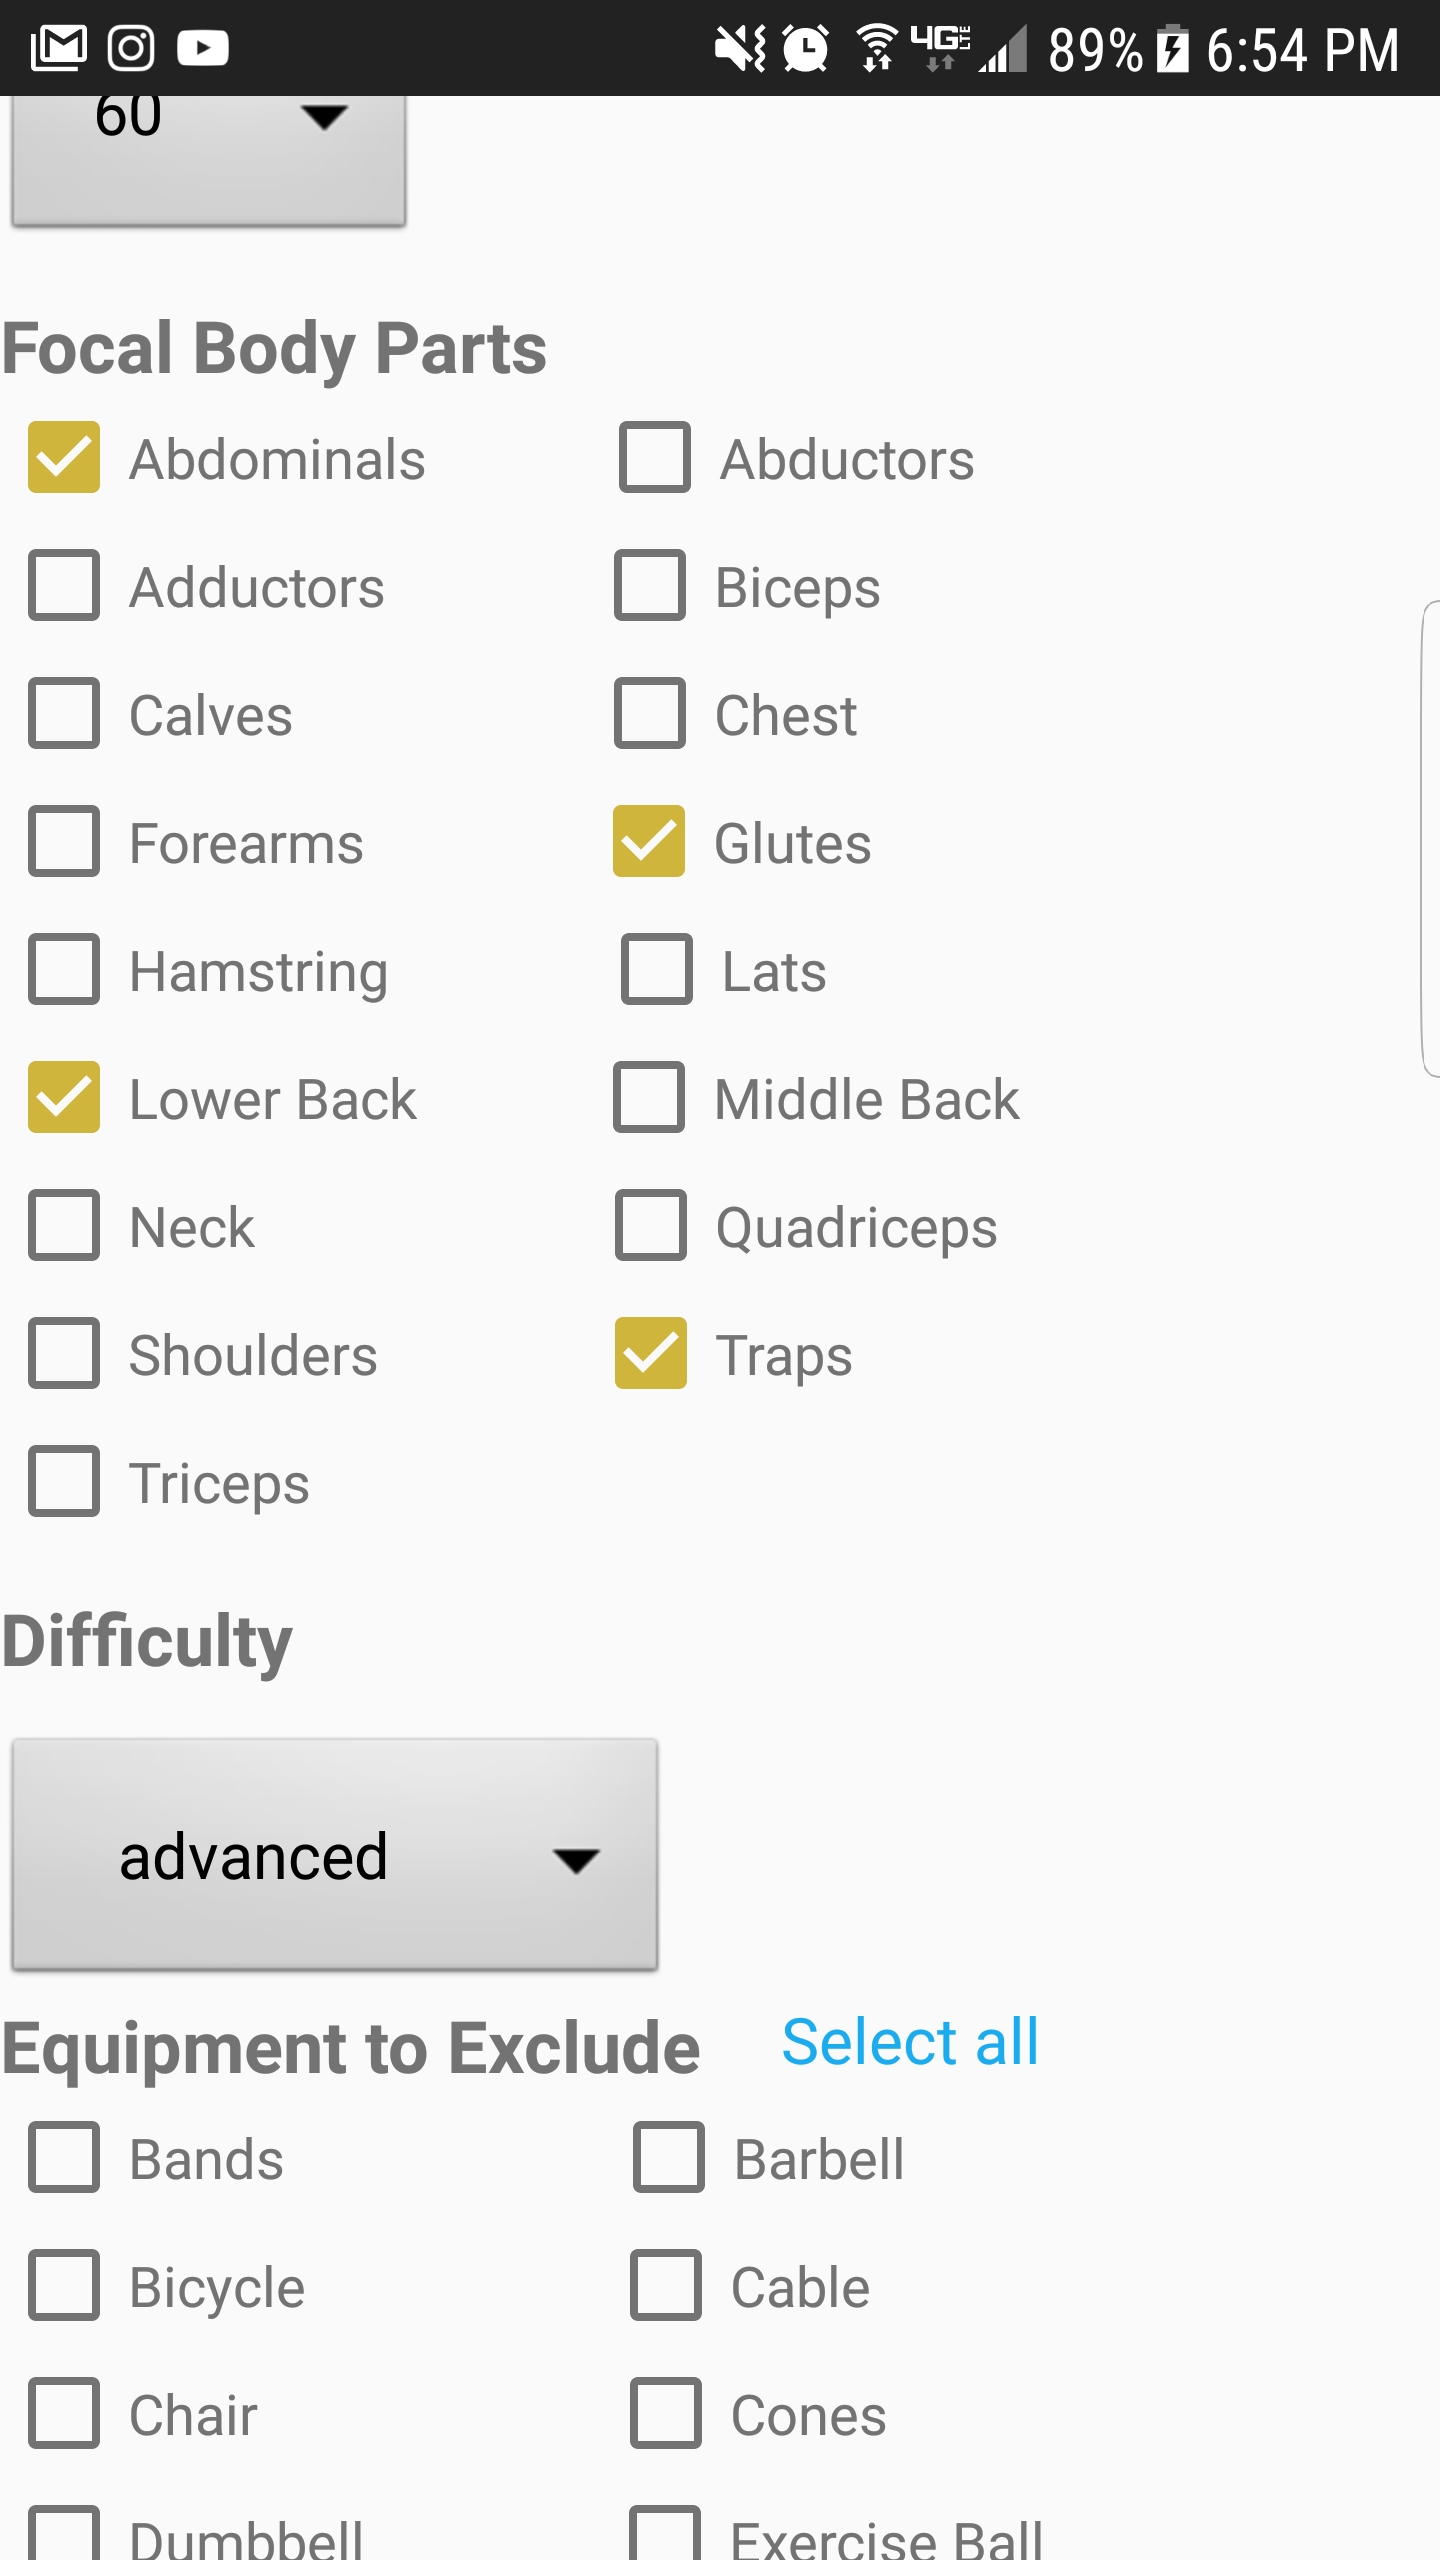 4G LTE 89% 6:54 PM
60
Focal Body Parts
Abdominals Abductors
Adductors Biceps
Calves Chest
Forearms Glutes
Hamstring Lats
Lower Back Middle Back
Neck Quadriceps
Shoulders Traps
Triceps
Difficulty
advanced
Equipment to Exclude Select all
Bands Barbell
Bicycle Cable
Chair Cones
Dumbbell Exercise Ball